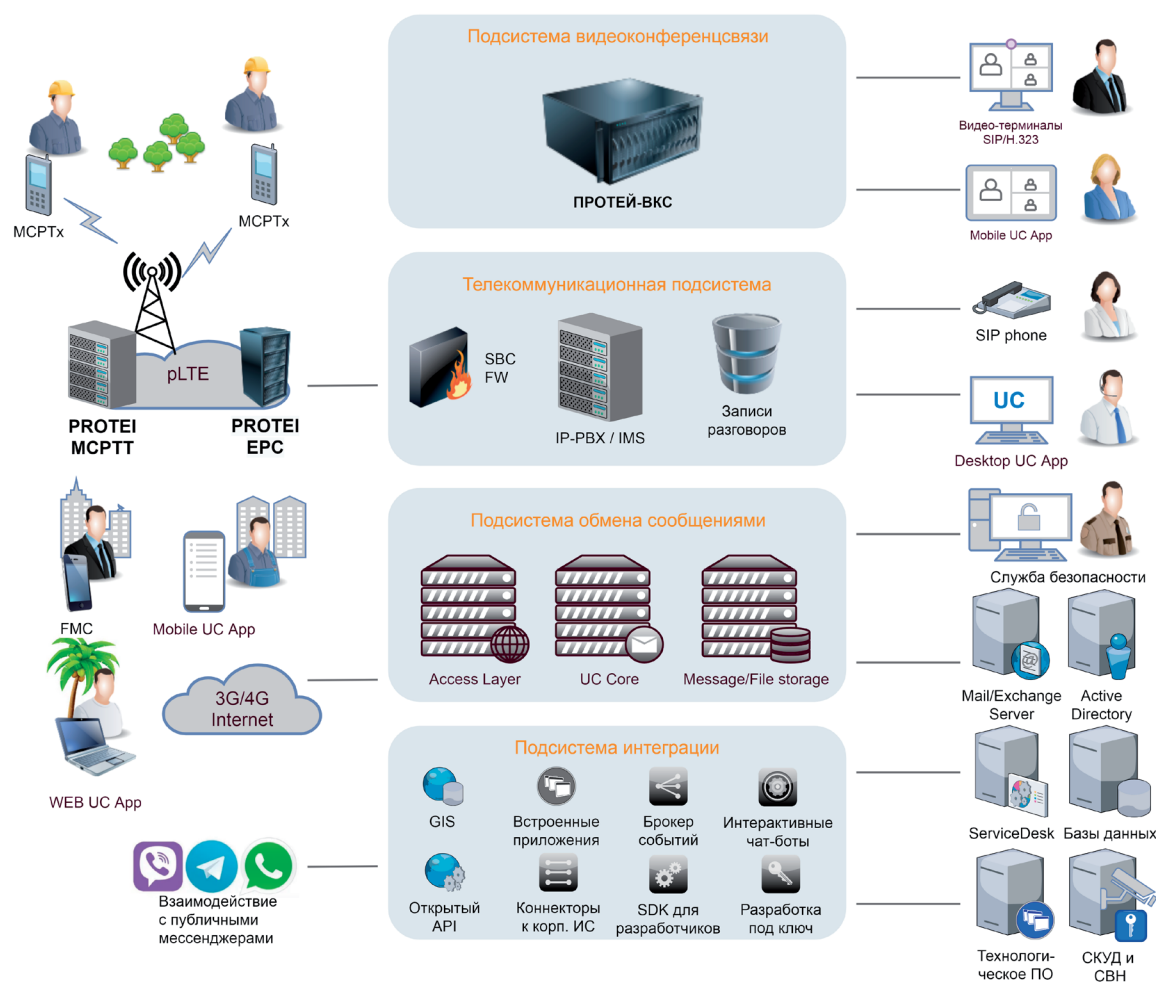 MCPTx
MCPTx
pLTE
PROTEI
MCPTT
PROTEI
EPC
FMC
Mobile UC App
WEB UC App
3G/4G
Internet
Взаимодействие
с публичными
мессенджерами
Подсистема видеоконференцсвязи
ПРОТЕЙ-ВКС
Телекоммуникационная подсистема
SBC
FW
IP-PBX / IMS
Записи
разговоров
Подсистема обмена сообщениями
Access Layer
UC Core
Message/File storage
Подсистема интеграции
GIS
Встроенные
приложения
Брокер
событий
Интерактивные
чат-боты
Открытый
API
Коннекторы
к корп. ИС
SDK для
разработчиков
Разработка
под ключ
Видео-терминалы
SIP/H.323
Mobile UC App
SIP phone
UC
Desktop UC App
Служба безопасности
@
Mail/Exchange
Server
Active
Directory
ServiceDesk
Базы данных
Технологи-
ческое ПО
СКУД и
СВН